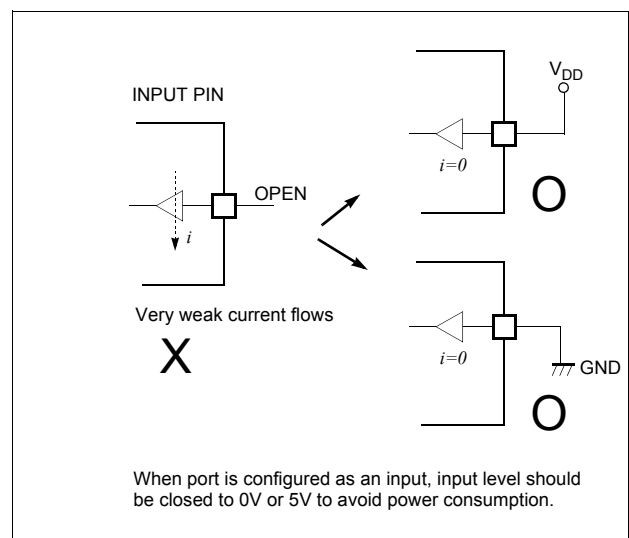 INPUT PIN
OPEN
i
Very weak current flows
X
VDD
i=0
O
i=0
GND
O
When port is configured as an input, input level should
be closed to 0V or 5V to avoid power consumption.